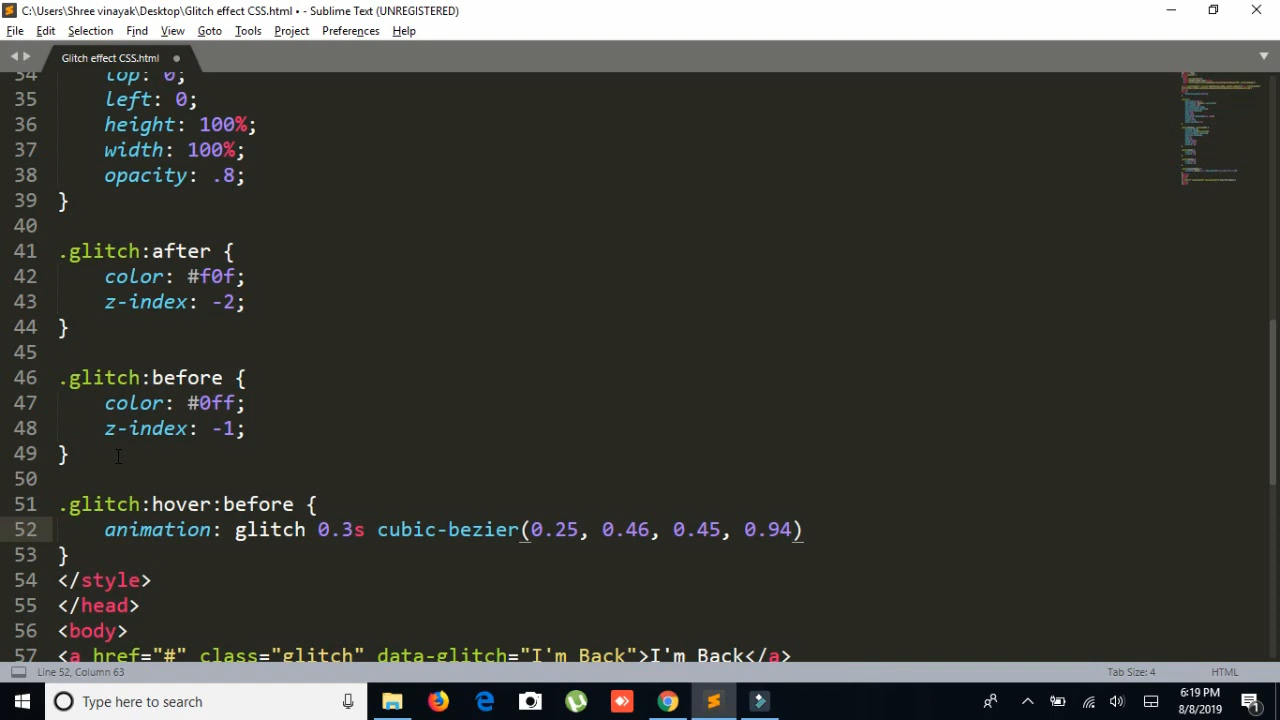 C:\Users\Shree vinayak\Desktop\Glitch effect CSS.html • - Sublime Text (UNREGISTERED)
File Edit Selection Find View Goto Tools Project Preferences Help
Glitch effect CSS.html
34 top: 0;
35 left: 0;
36 height: 100%;
37 width: 100%;
38 opacity: .8;
39 }
40
41 .glitch:after {
42 color: #f0f;
43 z-index: -2;
44 }
45
46 .glitch:before {
47 color: #0ff;
48 z-index: -1;
49 }
50
51 .glitch:hover:before {
52 animation: glitch 0.3s cubic-bezier(0.25, 0.46, 0.45, 0.94)
53 }
54 </style>
55 </head>
56 <body>
57 <a href="#" class="glitch" data-glitch="I'm Back">I'm Back</a>
Line 52, Column 63 Tab Size: 4 HTML
Type here to search
6:19 PM
8/8/2019
1